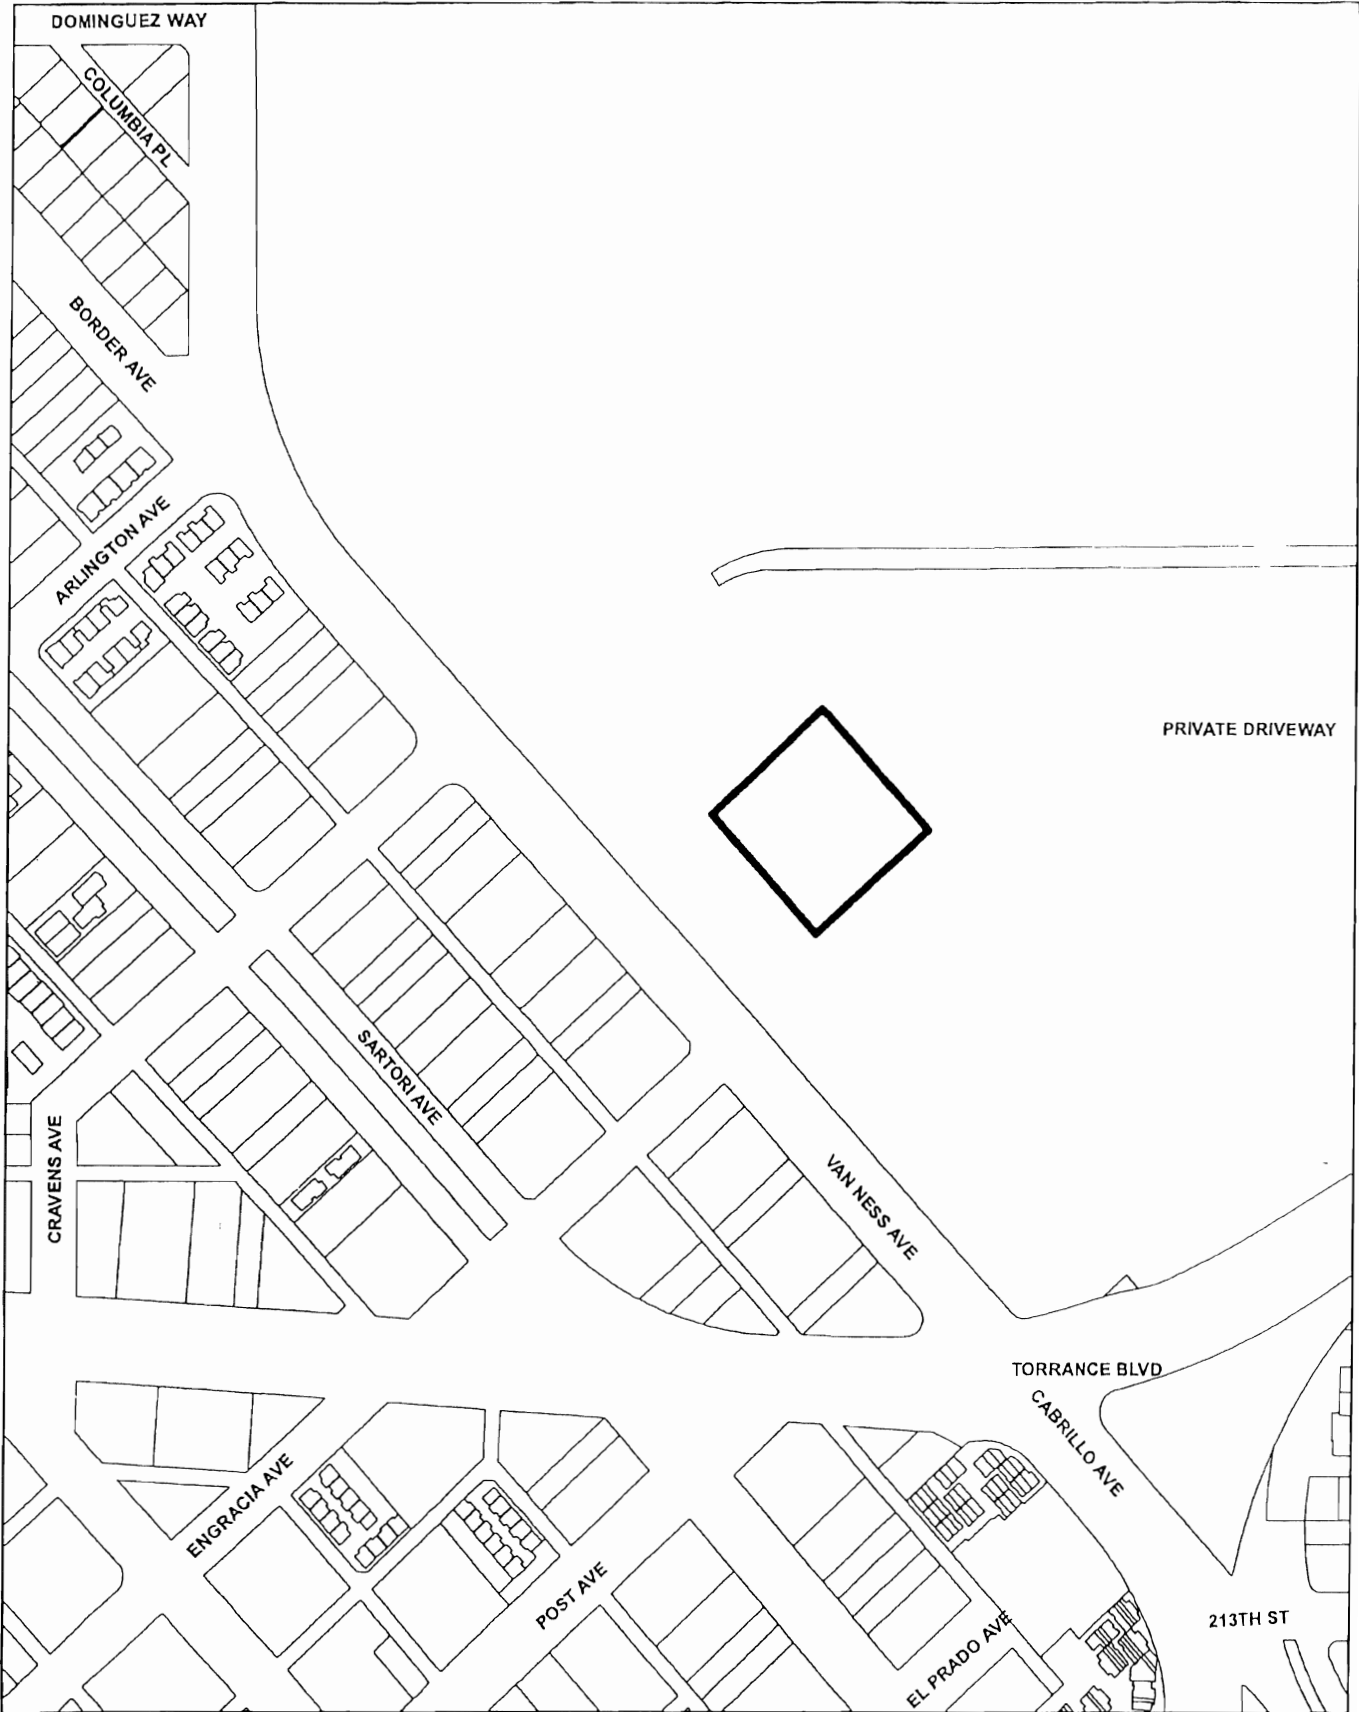 DOMINGUEZ WAY
COLUMBIA PL
BORDER AVE
ARLINGTON AVE
PRIVATE DRIVEWAY
SARTORI AVE
CRAVENS AVE
VAN NESS AVE
TORRANCE BLVD
CABRILLO AVE
ENGRACIA AVE
POST AVE
213TH ST
EL PRADO AVE